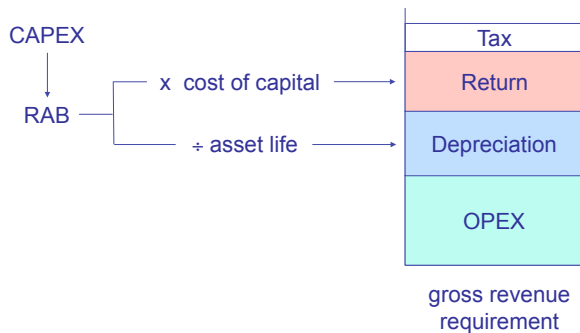 CAPEX
Tax
x cost of capital
Return
RAB
÷ asset life
Depreciation
OPEX
gross revenue
requirement